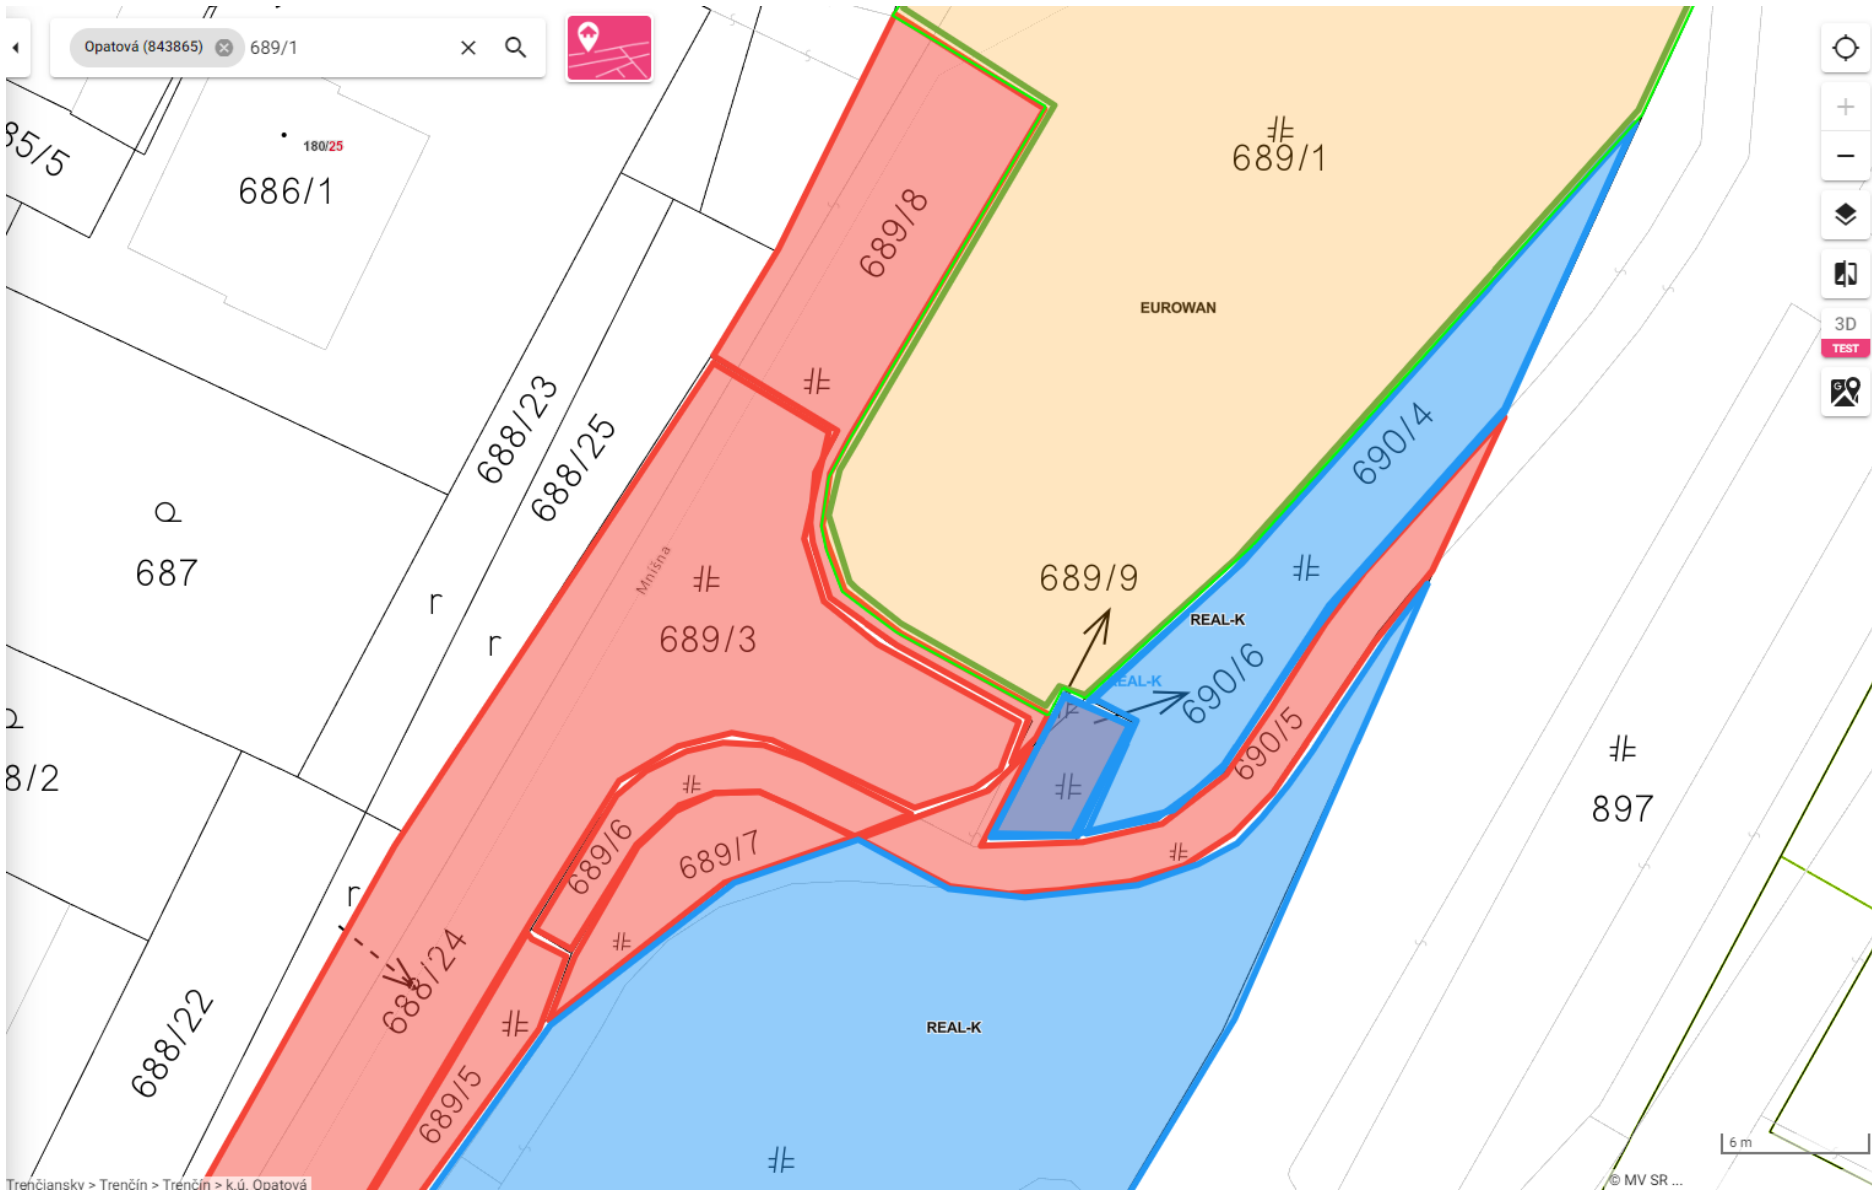 Opatová (843865) 689/1
85/5
180/25
686/1
689/1
689/8
EUROWAN
3D
TEST
688/23
688/25
690/4
687
r
r
Mníšna
689/3
689/9
REAL-K
REAL-K
690/6
690/5
8/2
897
689/6
689/7
r
688/24
688/22
REAL-K
689/5
6 m
Trenčiansky > Trenčín > Trenčín > k.ú. Opatová
© MV SR ...